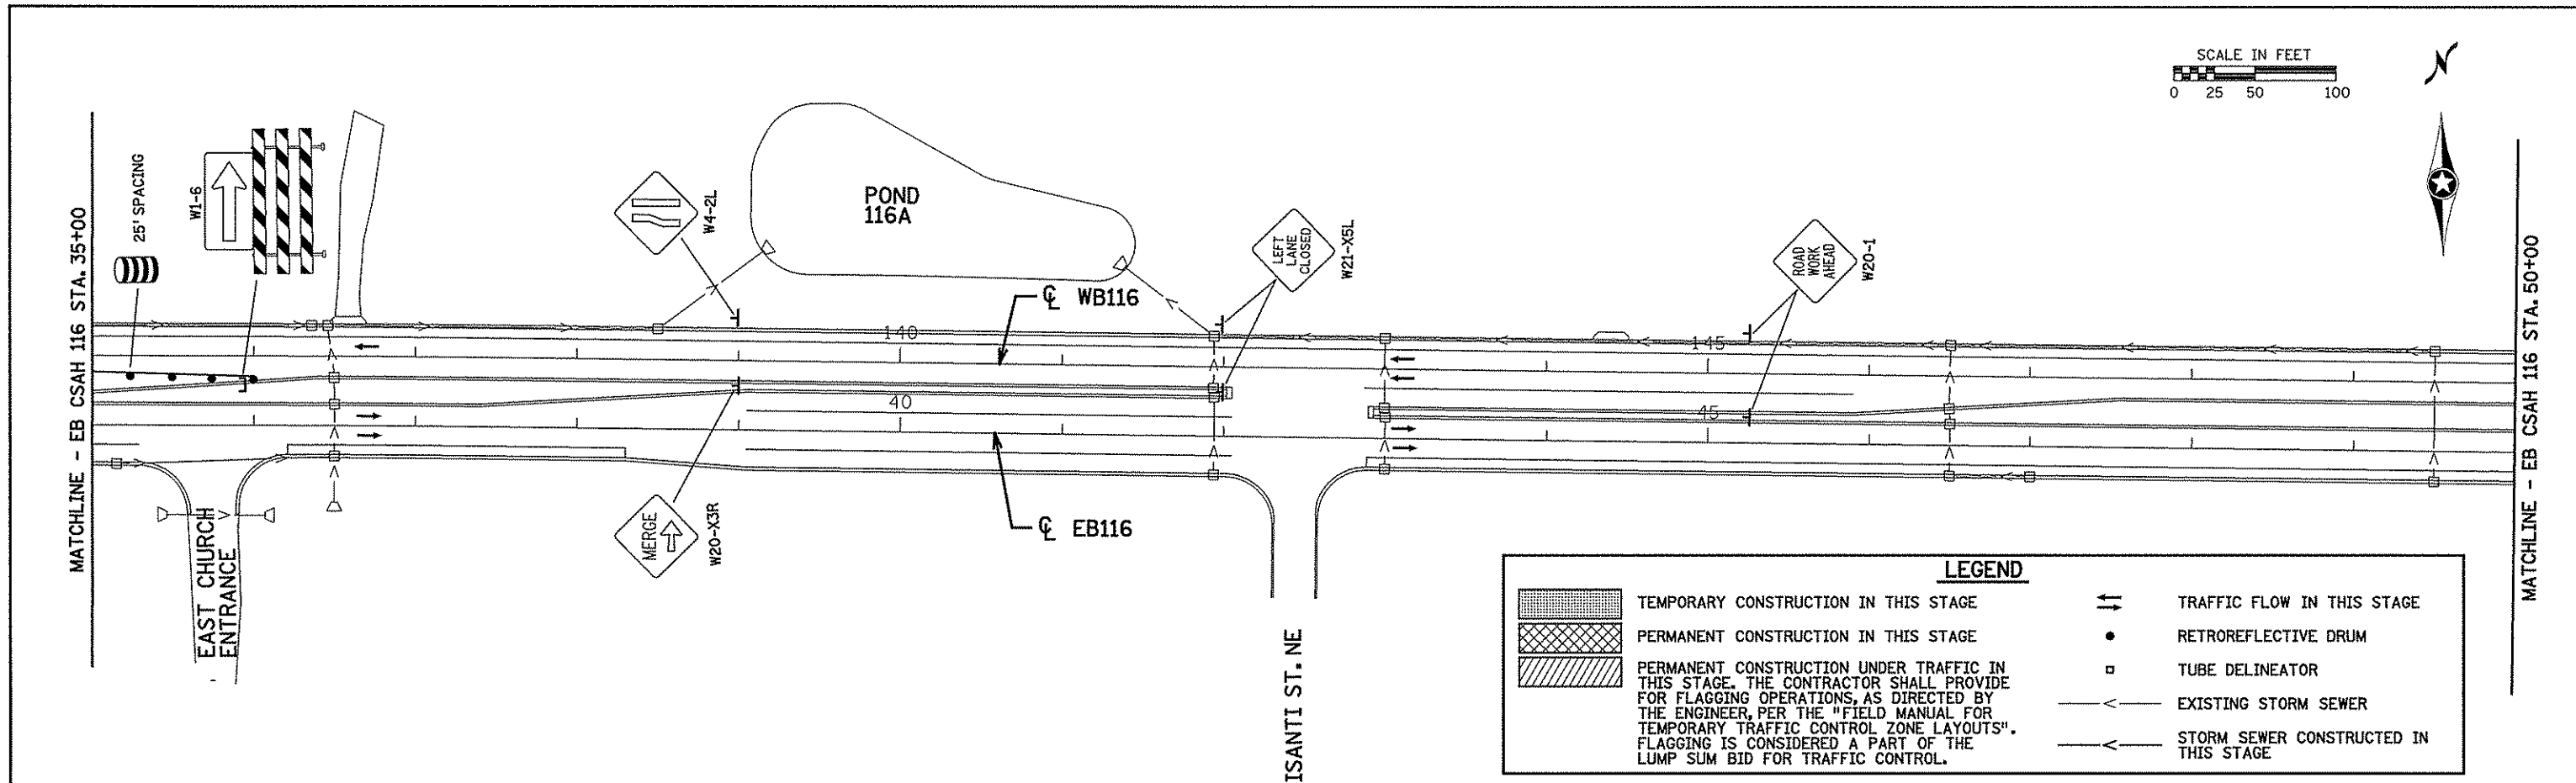 SCALE IN FEET
0 25 50 100
N
MATCHLINE - EB CSAH 116 STA. 35+00
25' SPACING
W1-6
W4-2L
POND
116A
LEFT
LANE
CLOSED
W21-X5L
ROAD
WORK
AHEAD
W20-1
MATCHLINE - EB CSAH 116 STA. 50+00
℄ WB116
140
145
40
45
MERGE
W20-X3R
℄ EB116
EAST CHURCH
ENTRANCE
ISANTI ST. NE
LEGEND
TEMPORARY CONSTRUCTION IN THIS STAGE
PERMANENT CONSTRUCTION IN THIS STAGE
PERMANENT CONSTRUCTION UNDER TRAFFIC IN
THIS STAGE. THE CONTRACTOR SHALL PROVIDE
FOR FLAGGING OPERATIONS, AS DIRECTED BY
THE ENGINEER, PER THE "FIELD MANUAL FOR
TEMPORARY TRAFFIC CONTROL ZONE LAYOUTS".
FLAGGING IS CONSIDERED A PART OF THE
LUMP SUM BID FOR TRAFFIC CONTROL.
TRAFFIC FLOW IN THIS STAGE
RETROREFLECTIVE DRUM
TUBE DELINEATOR
EXISTING STORM SEWER
STORM SEWER CONSTRUCTED IN
THIS STAGE